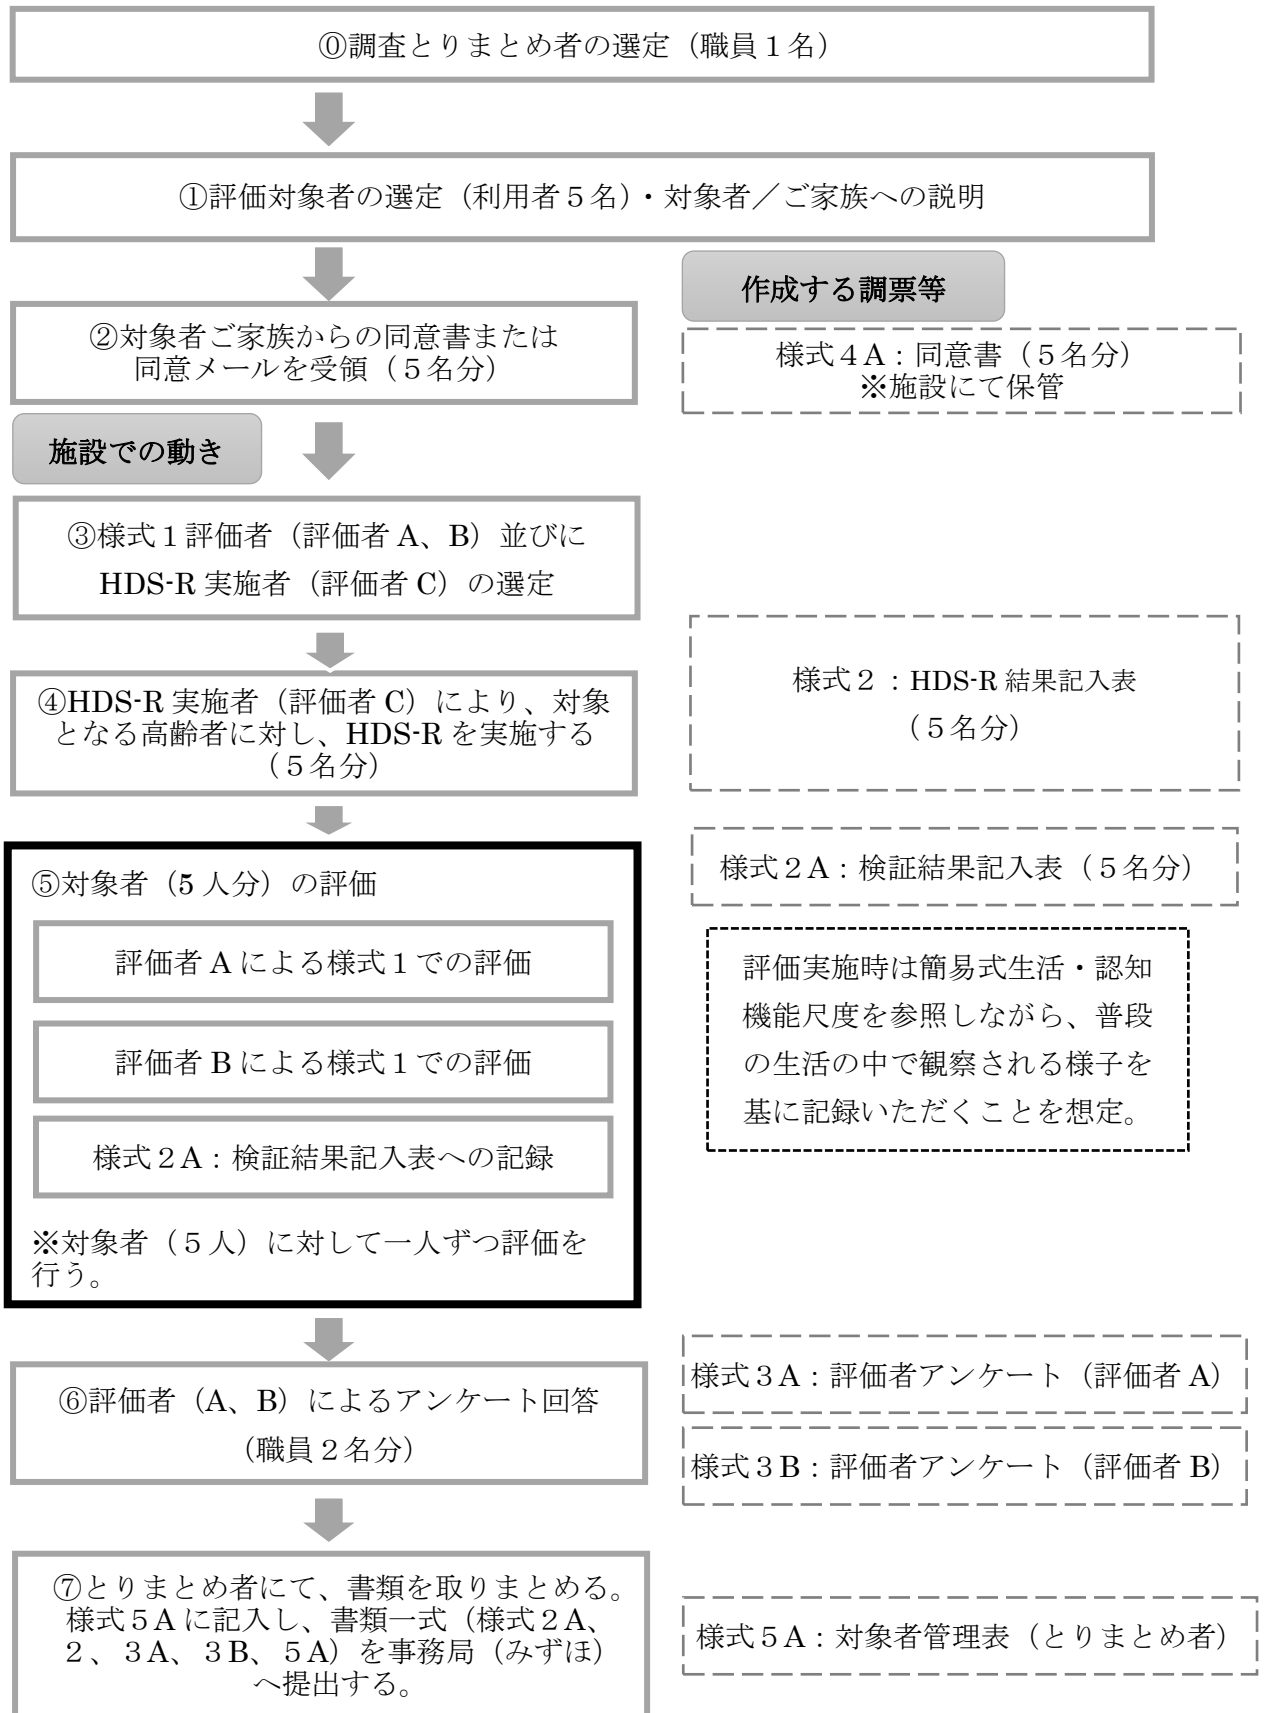 ⓪調査とりまとめ者の選定（職員１名）
①評価対象者の選定（利用者５名）・対象者／ご家族への説明
作成する調票等
②対象者ご家族からの同意書または
同意メールを受領（５名分）
様式４A：同意書（５名分）
※施設にて保管
施設での動き
③様式１評価者（評価者 A、B）並びに
HDS-R 実施者（評価者 C）の選定
④HDS-R 実施者（評価者 C）により、対象
となる高齢者に対し、HDS-R を実施する
（５名分）
様式２：HDS-R 結果記入表
（５名分）
様式２A：検証結果記入表（５名分）
⑤対象者（5 人分）の評価
評価者 A による様式１での評価
評価者 B による様式１での評価
様式２A：検証結果記入表への記録
※対象者（５人）に対して一人ずつ評価を
行う。
評価実施時は簡易式生活・認知
機能尺度を参照しながら、普段
の生活の中で観察される様子を
基に記録いただくことを想定。
⑥評価者（A、B）によるアンケート回答
（職員２名分）
様式３A：評価者アンケート（評価者 A）
様式３B：評価者アンケート（評価者 B）
⑦とりまとめ者にて、書類を取りまとめる。
様式５A に記入し、書類一式（様式２A、
２、３A、３B、５A）を事務局（みずほ）
へ提出する。
様式５A：対象者管理表（とりまとめ者）